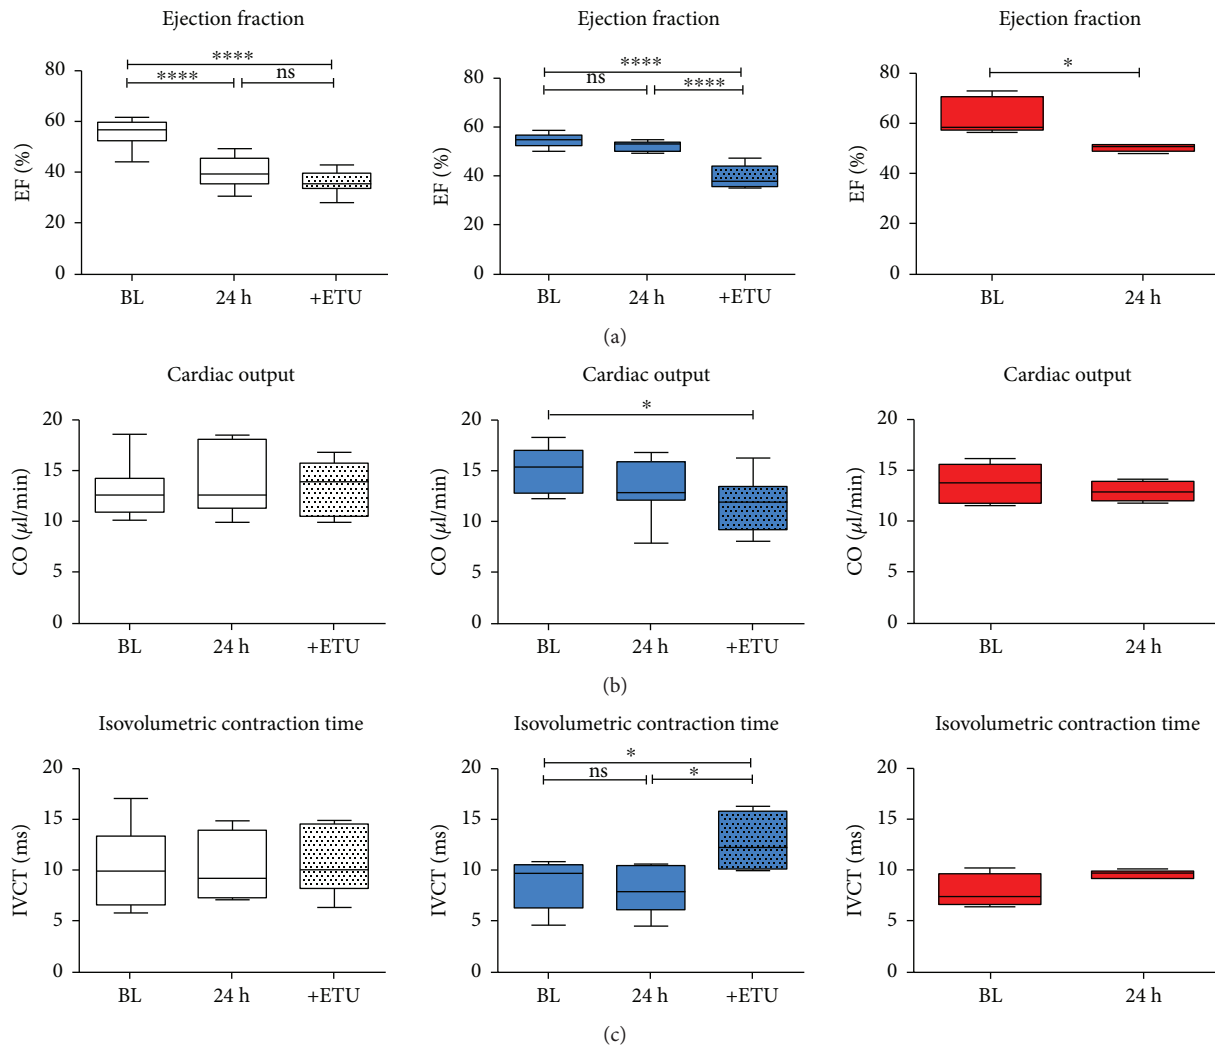 Ejection fraction
Ejection fraction
Ejection fraction
****
****
ns
****
ns
****
*
EF (%)
80
60
40
20
0
BL
24 h
+ETU
EF (%)
80
60
40
20
0
BL
24 h
+ETU
EF (%)
80
60
40
20
0
BL
24 h
(a)
Cardiac output
Cardiac output
Cardiac output
CO (μl/min)
20
15
10
5
0
BL
24 h
+ETU
*
CO (μl/min)
20
15
10
5
0
BL
24 h
+ETU
CO (μl/min)
20
15
10
5
0
BL
24 h
(b)
Isovolumetric contraction time
Isovolumetric contraction time
Isovolumetric contraction time
IVCT (ms)
20
15
10
5
0
BL
24 h
+ETU
*
ns
*
IVCT (ms)
20
15
10
5
0
BL
24 h
+ETU
IVCT (ms)
20
15
10
5
0
BL
24 h
(c)